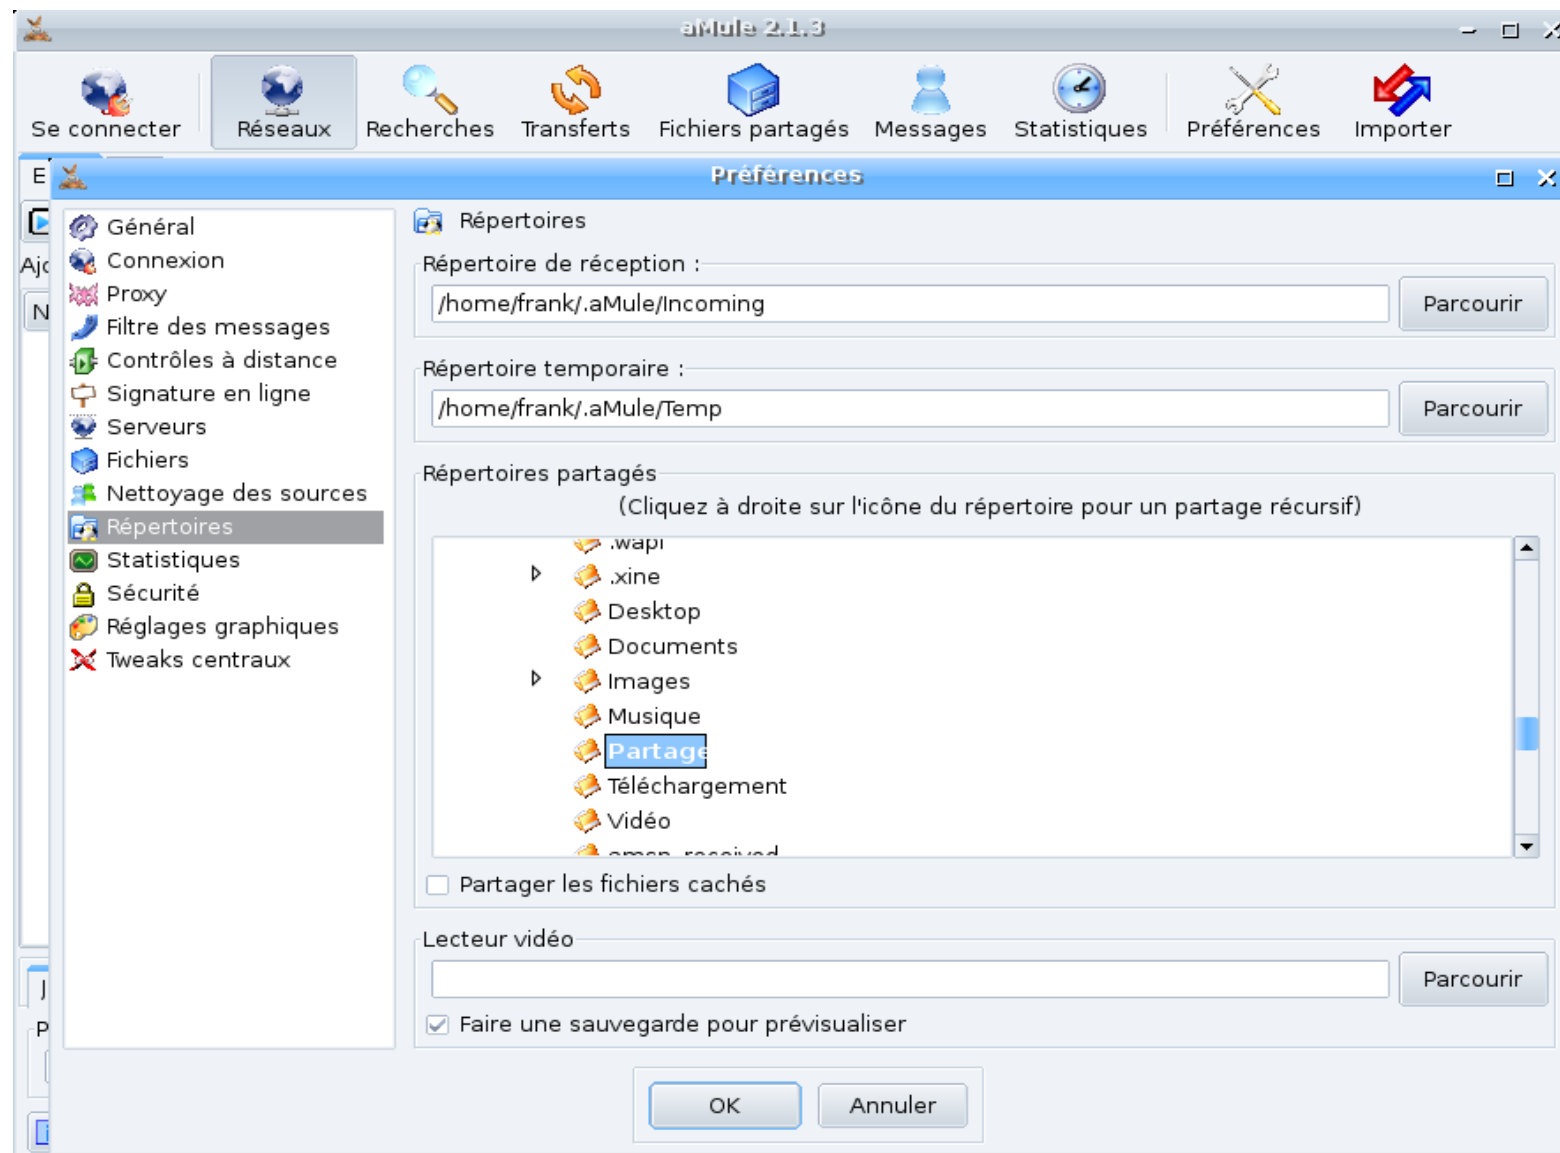 aMule 2.1.3
Se connecter Réseaux Recherches Transferts Fichiers partagés Messages Statistiques Préférences Importer
E
Préférences
Général
Connexion
Proxy
Filtre des messages
Contrôles à distance
Signature en ligne
Serveurs
Fichiers
Nettoyage des sources
Répertoires
Statistiques
Sécurité
Réglages graphiques
Tweaks centraux
Ajo
N
J
P
Répertoires
Répertoire de réception :
/home/frank/.aMule/Incoming Parcourir
Répertoire temporaire :
/home/frank/.aMule/Temp Parcourir
Répertoires partagés
(Cliquez à droite sur l'icône du répertoire pour un partage récursif)
.wapi
.xine
Desktop
Documents
Images
Musique
Partage
Téléchargement
Vidéo
amsn_received
Partager les fichiers cachés
Lecteur vidéo
Parcourir
Faire une sauvegarde pour prévisualiser
OK Annuler